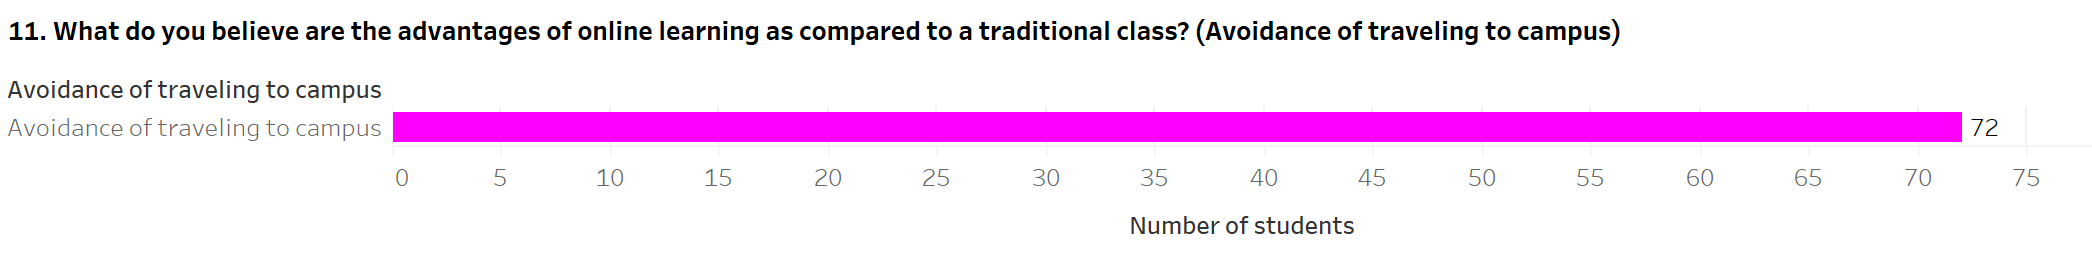 11. What do you believe are the advantages of online learning as compared to a traditional class? (Avoidance of traveling to campus)
Avoidance of traveling to campus
Avoidance of traveling to campus 72
0 5 10 15 20 25 30 35 40 45 50 55 60 65 70 75
Number of students